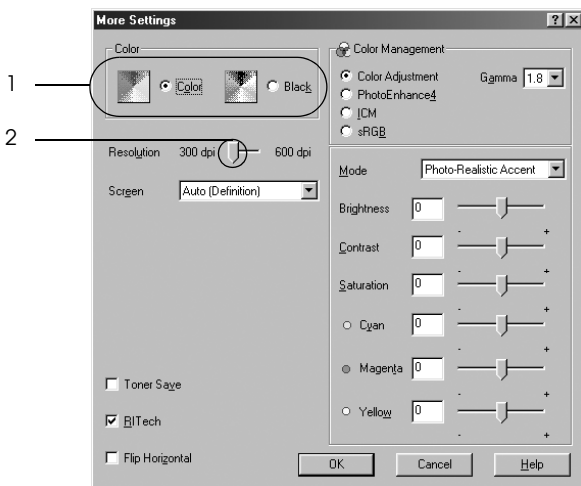 More Settings
1
2
Color
Color
Black
Resolution 300 dpi 600 dpi
Screen Auto (Definition)
Toner Save
RITech
Flip Horizontal
Color Management
Color Adjustment
Gamma 1.8
PhotoEnhance4
ICM
sRGB
Mode Photo-Realistic Accent
Brightness 0
- +
Contrast 0
- +
Saturation 0
- +
Cyan 0
- +
Magenta 0
- +
Yellow 0
- +
OK Cancel Help